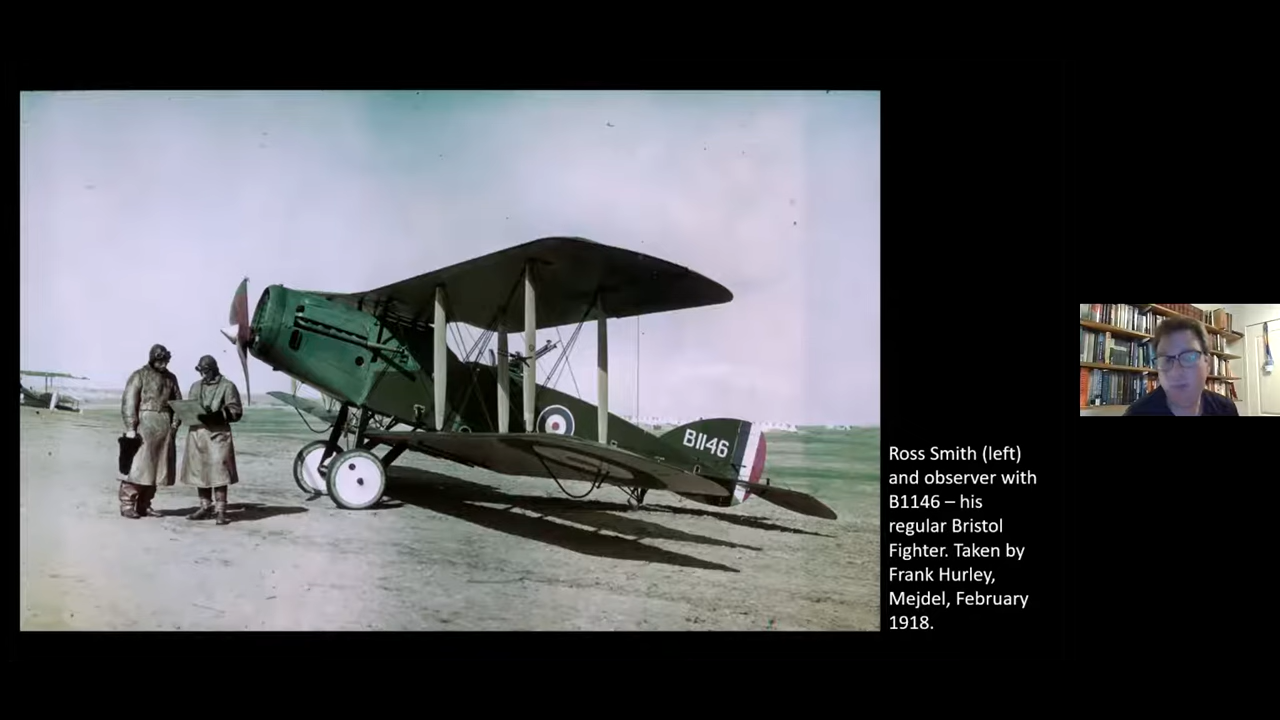 B1146
Ross Smith (left)
and observer with
B1146 – his
regular Bristol
Fighter. Taken by
Frank Hurley,
Mejdel, February
1918.